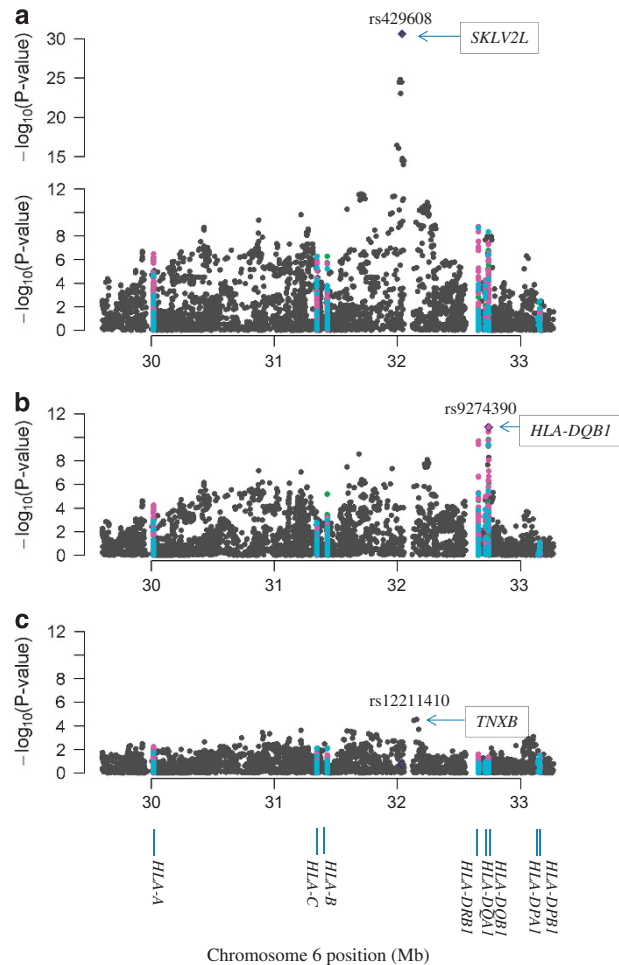 a
rs429608
SKLV2L
− log10(P-value)
30
25
20
15
− log10(P-value)
12
10
8
6
4
2
0
30
31
32
33
b
rs9274390
HLA-DQB1
− log10(P-value)
12
10
8
6
4
2
0
30
31
32
33
c
rs12211410
TNXB
− log10(P-value)
12
10
8
6
4
2
0
30
31
32
33
HLA-A
HLA-C
HLA-B
HLA-DRB1
HLA-DQA1
HLA-DQB1
HLA-DPA1
HLA-DPB1
Chromosome 6 position (Mb)